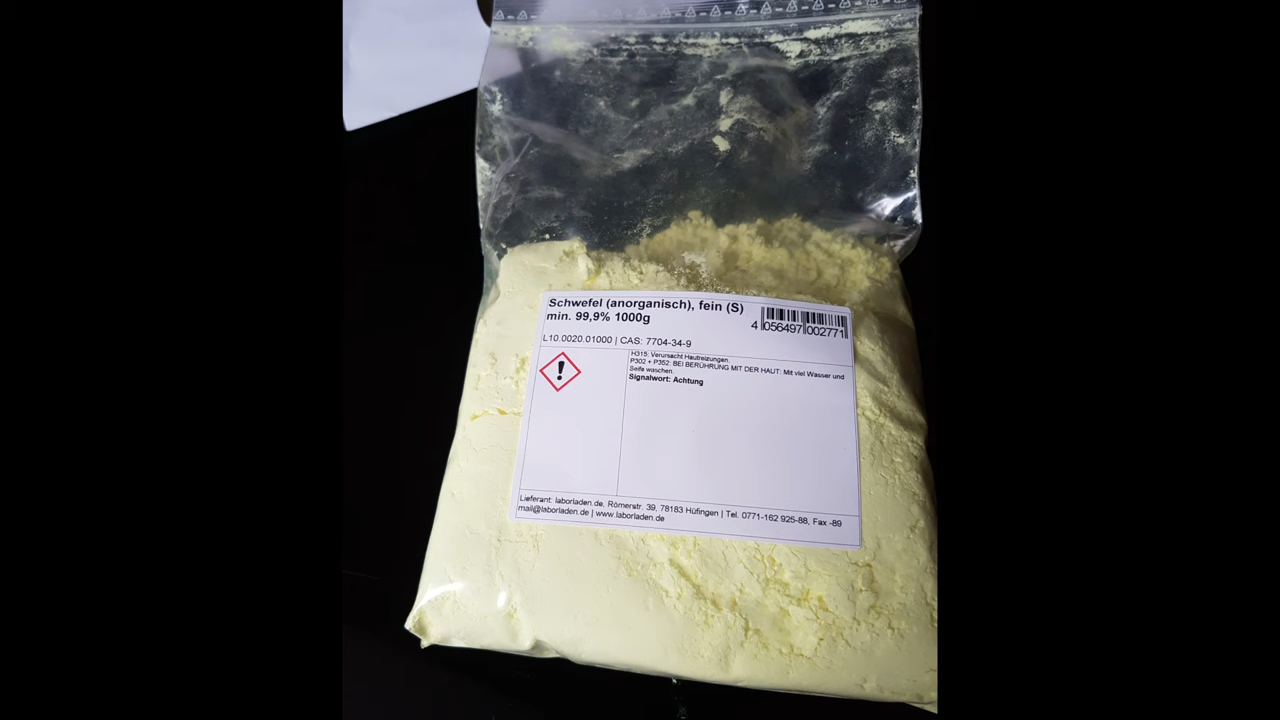 Schwefel (anorganisch), fein (S)
min. 99,9% 1000g
4 056497 002771
L10.0020.01000 | CAS: 7704-34-9
H315: Verursacht Hautreizungen.
P302 + P352: BEI BERÜHRUNG MIT DER HAUT: Mit viel Wasser und
Seife waschen.
Signalwort: Achtung
Lieferant: laborladen.de, Römerstr. 39, 78183 Hüfingen | Tel. 0771-162 925-88, Fax -89
mail@laborladen.de | www.laborladen.de